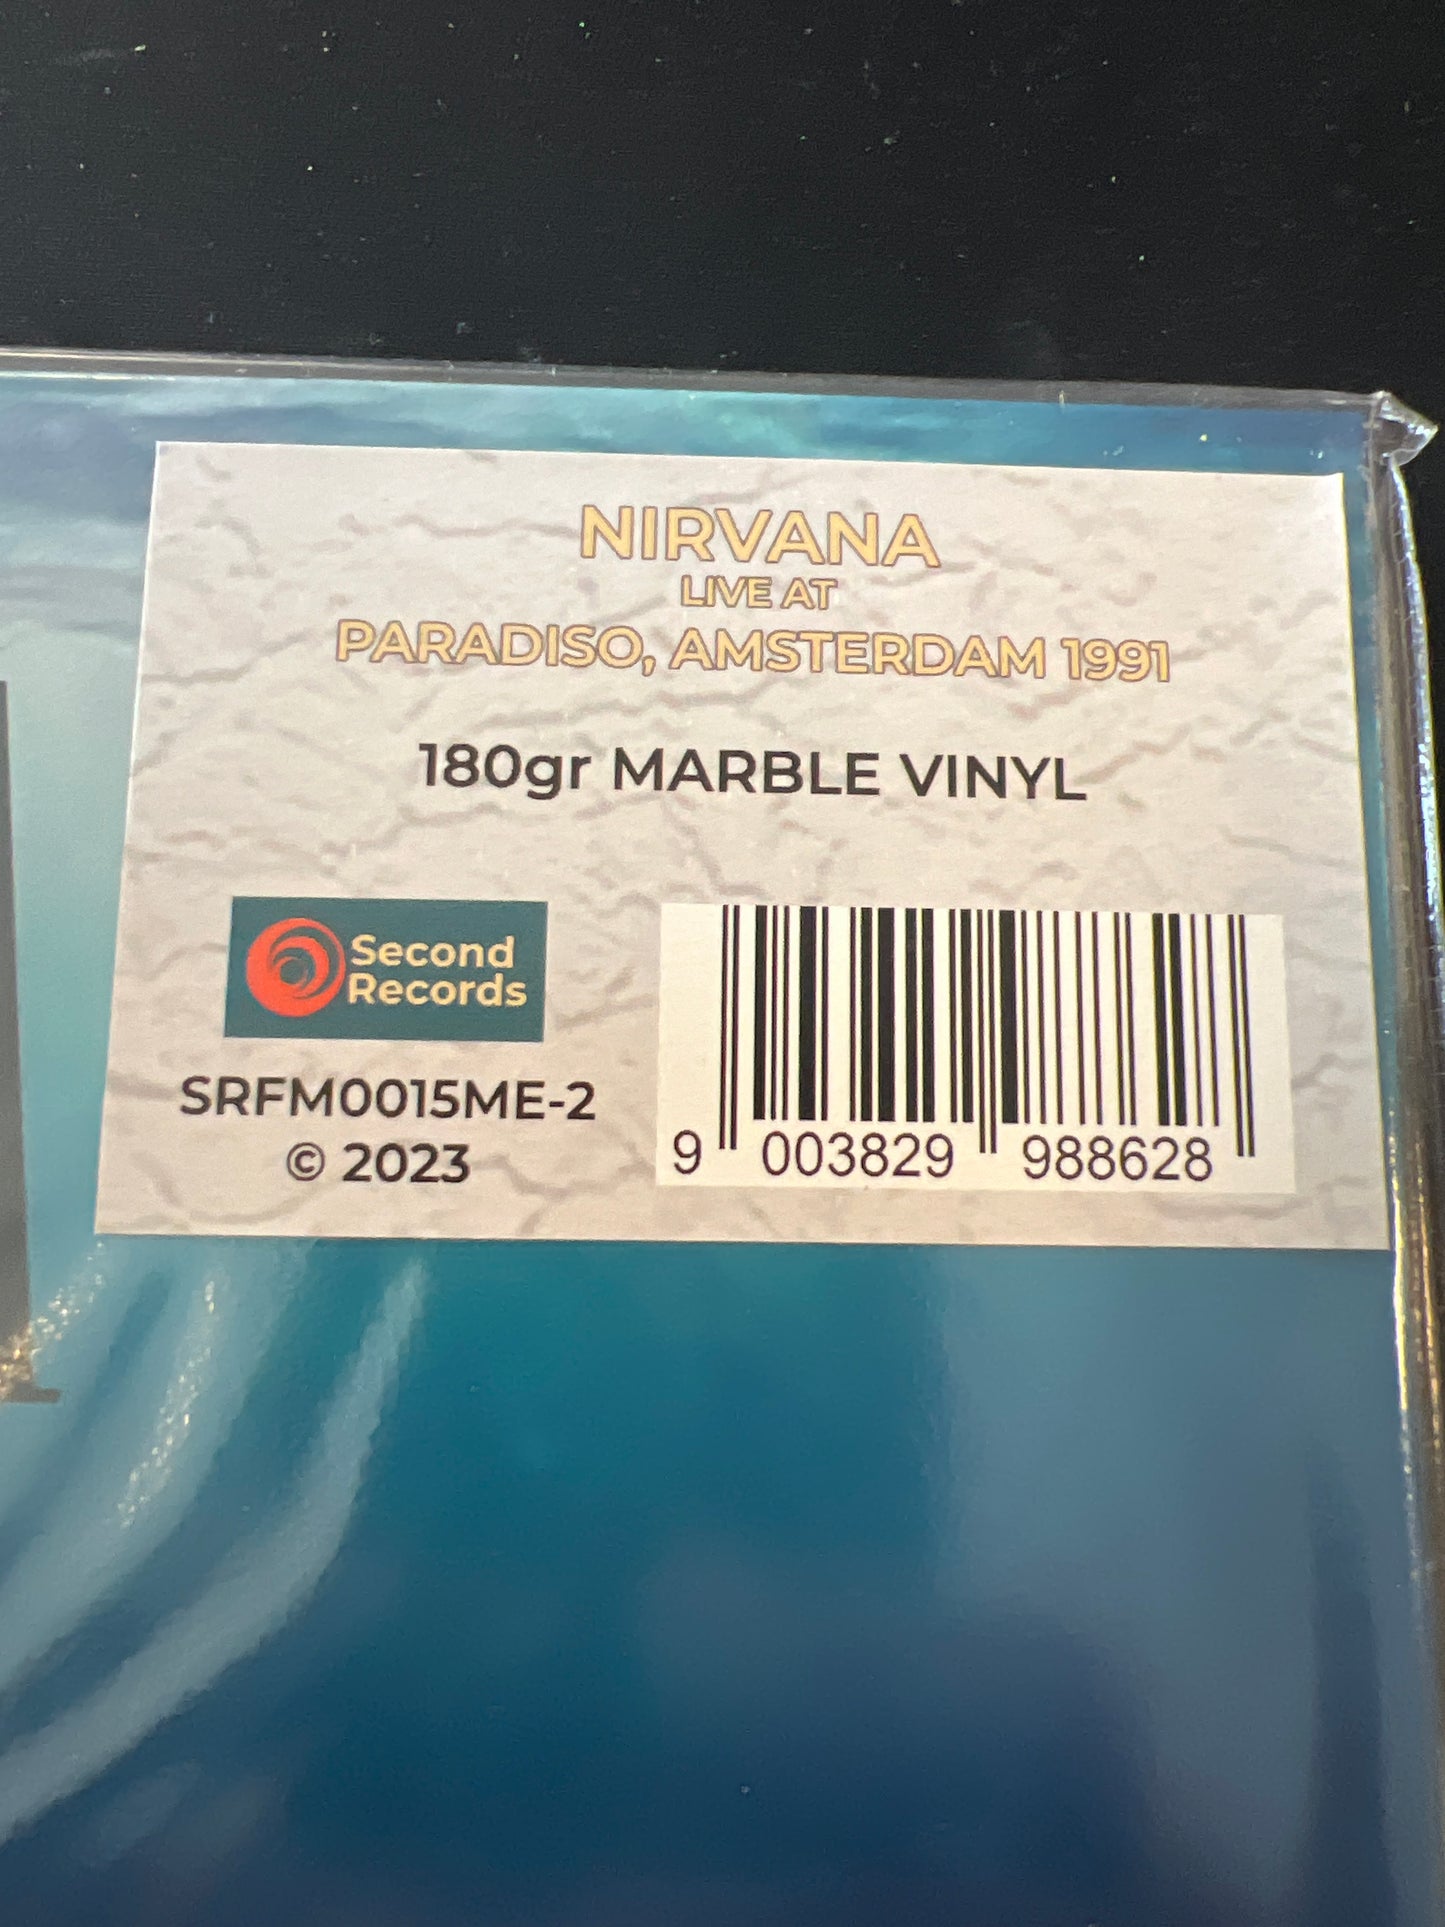 NIRVANA
LIVE AT
PARADISO, AMSTERDAM 1991
180gr MARBLE VINYL
Second
Records
SRFM0015ME-2
© 2023
9 003829 988628